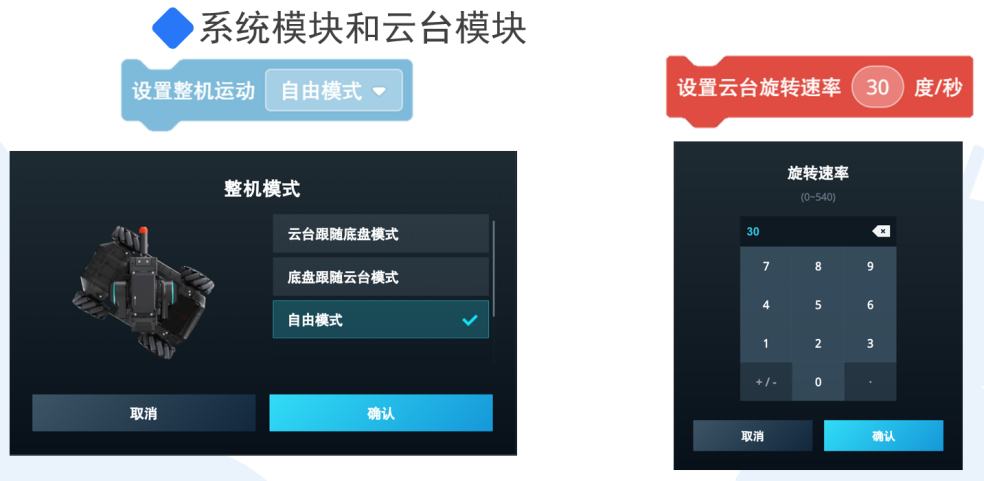 系统模块和云台模块
设置整机运动 自由模式
设置云台旋转速率 30 度/秒
整机模式
云台跟随底盘模式
底盘跟随云台模式
自由模式
取消 确认
旋转速率
(0~540)
30
7 8 9
4 5 6
1 2 3
+/- 0 .
取消 确认